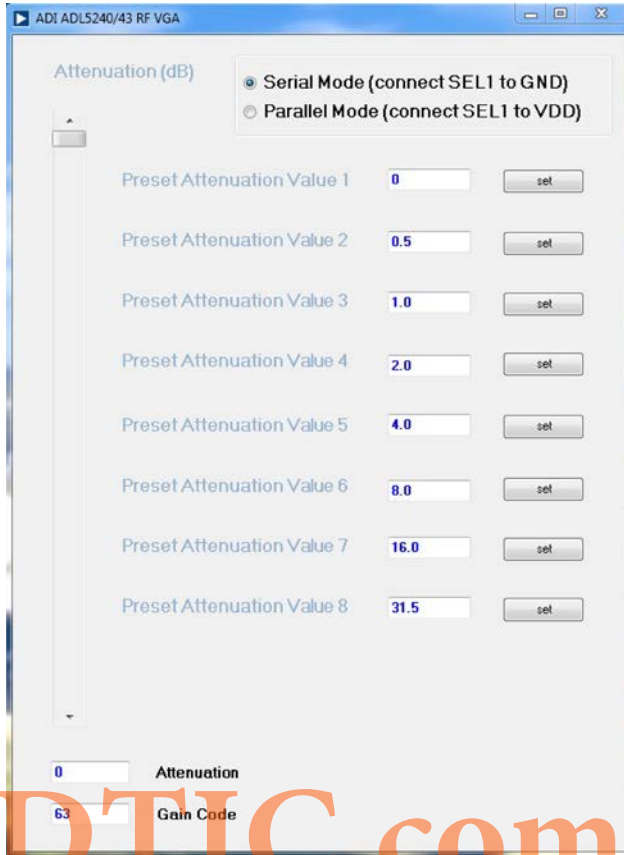 ADI ADL5240/43 RF VGA
Attenuation (dB)
Serial Mode (connect SEL1 to GND)
Parallel Mode (connect SEL1 to VDD)
Preset Attenuation Value 1 0 set
Preset Attenuation Value 2 0.5 set
Preset Attenuation Value 3 1.0 set
Preset Attenuation Value 4 2.0 set
Preset Attenuation Value 5 4.0 set
Preset Attenuation Value 6 8.0 set
Preset Attenuation Value 7 16.0 set
Preset Attenuation Value 8 31.5 set
0 Attenuation
63 Gain Code
DTIC.com